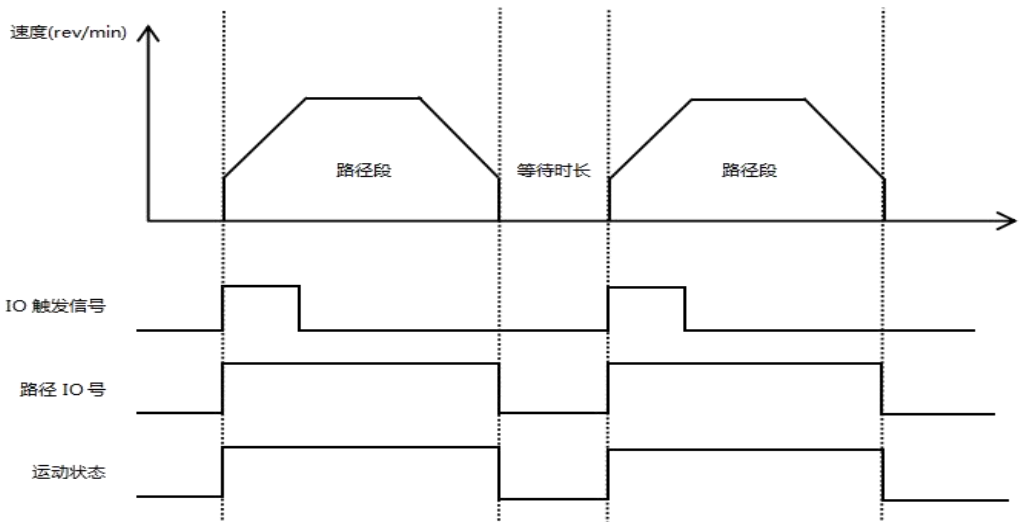 速度(rev/min)
路径段
等待时长
路径段
IO 触发信号
路径 IO 号
运动状态